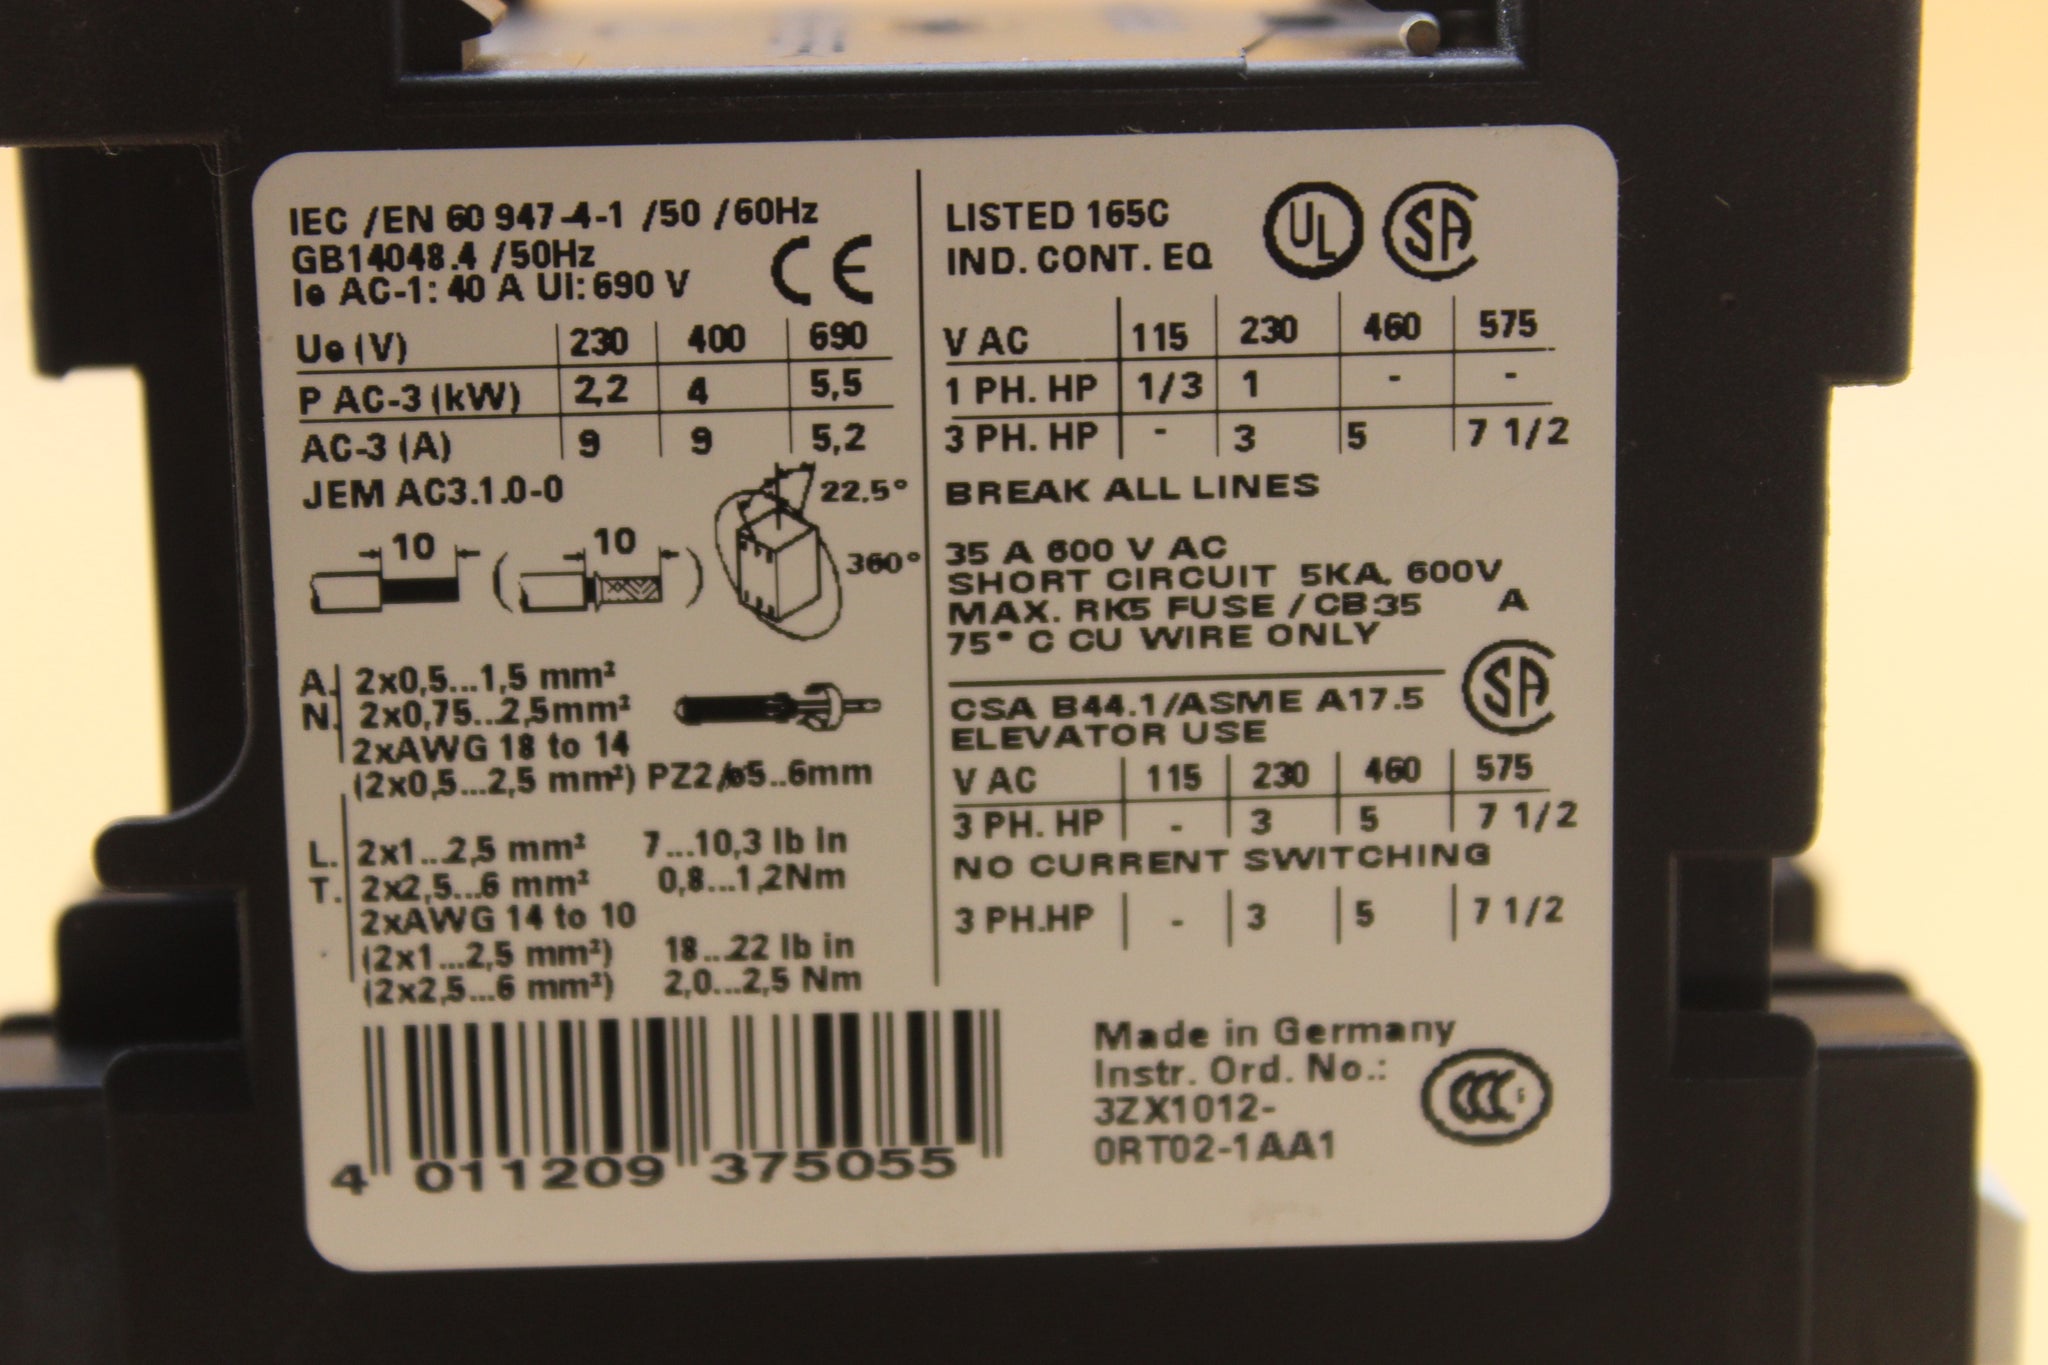 IEC /EN 60 947-4-1 /50 /60Hz
GB14048.4 /50Hz
Ie AC-1: 40 A UI: 690 V
CE
Ue (V) 230 400 690
P AC-3 (kW) 2,2 4 5,5
AC-3 (A) 9 9 5,2
JEM AC3.1.0-0
22,5°
10 ( 10 ) 360°
A. 2x0,5...1,5 mm²
N. 2x0,75...2,5mm²
2xAWG 18 to 14
(2x0,5...2,5 mm²) PZ2/ø5..6mm
L. 2x1...2,5 mm² 7...10,3 lb in
T. 2x2,5...6 mm² 0,8...1,2Nm
2xAWG 14 to 10
(2x1...2,5 mm²) 18...22 lb in
(2x2,5...6 mm²) 2,0...2,5 Nm
4 011209 375055
LISTED 165C
IND. CONT. EQ
UL SA
V AC 115 230 460 575
1 PH. HP 1/3 1 - -
3 PH. HP - 3 5 7 1/2
BREAK ALL LINES
35 A 600 V AC
SHORT CIRCUIT 5KA, 600V
MAX. RK5 FUSE / CB 35 A
75° C CU WIRE ONLY
CSA B44.1/ASME A17.5
ELEVATOR USE
SA
V AC 115 230 460 575
3 PH. HP - 3 5 7 1/2
NO CURRENT SWITCHING
3 PH.HP - 3 5 7 1/2
Made in Germany
Instr. Ord. No.:
3ZX1012-
0RT02-1AA1
CCC